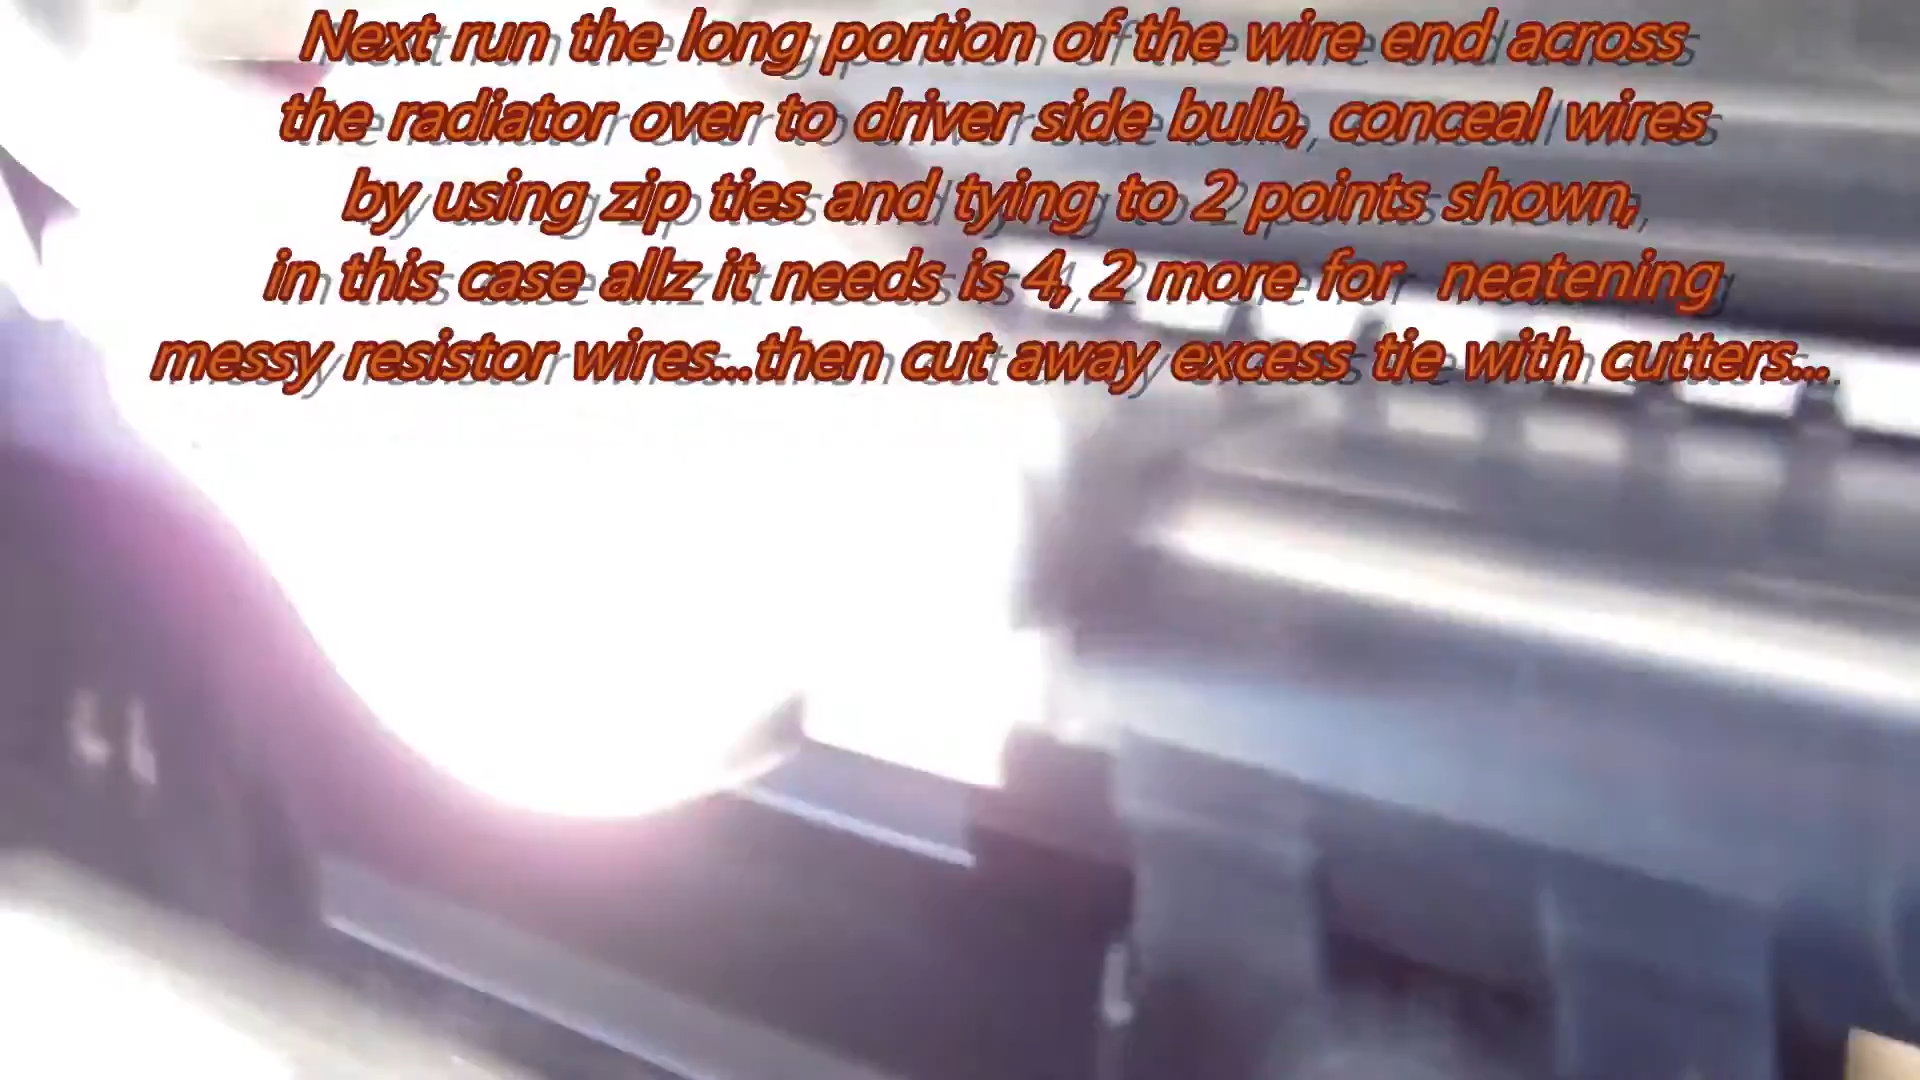 Next run the long portion of the wire end across
the radiator over to driver side bulb, conceal wires
by using zip ties and tying to 2 points shown,
in this case allz it needs is 4, 2 more for neatening
messy resistor wires...then cut away excess tie with cutters...